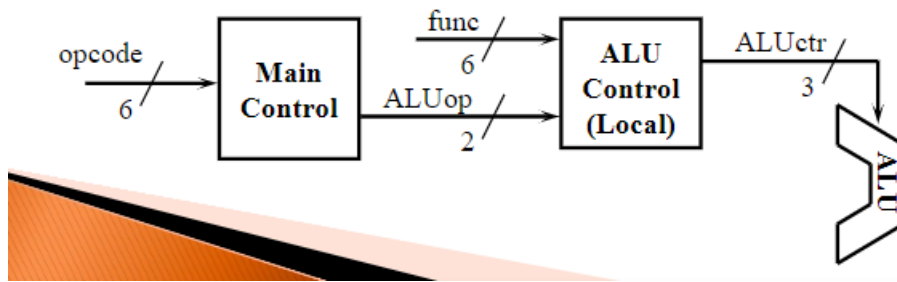 opcode
6
Main
Control
ALUop
2
func
6
ALU
Control
(Local)
ALUctr
3
ALU